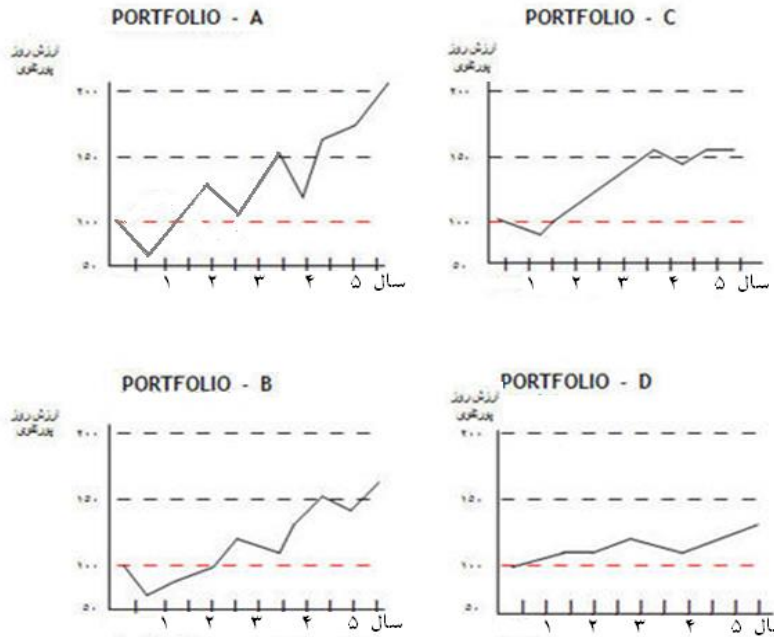 PORTFOLIO - A
ارزش روز
پورتفوی
۲۰۰
۱۵۰
۱۰۰
۵۰
۱ ۲ ۳ ۴ ۵ سال
PORTFOLIO - C
ارزش روز
پورتفوی
۲۰۰
۱۵۰
۱۰۰
۵۰
۱ ۲ ۳ ۴ ۵ سال
PORTFOLIO - B
ارزش روز
پورتفوی
۲۰۰
۱۵۰
۱۰۰
۵۰
۱ ۲ ۳ ۴ ۵ سال
PORTFOLIO - D
ارزش روز
پورتفوی
۲۰۰
۱۵۰
۱۰۰
۵۰
۱ ۲ ۳ ۴ ۵ سال